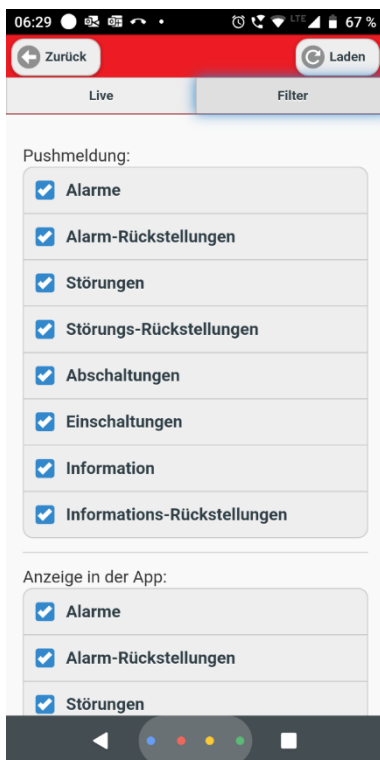 06:29 LTE 67 %
Zurück Laden
Live Filter
Pushmeldung:
Alarme
Alarm-Rückstellungen
Störungen
Störungs-Rückstellungen
Abschaltungen
Einschaltungen
Information
Informations-Rückstellungen
Anzeige in der App:
Alarme
Alarm-Rückstellungen
Störungen